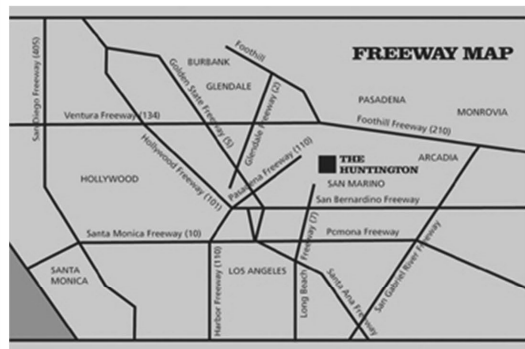 FREEWAY MAP
Foothill
BURBANK
GLENDALE
PASADENA
MONROVIA
San Diego Freeway (405)
Golden State Freeway (5)
Glendale Freeway (2)
Ventura Freeway (134)
Foothill Freeway (210)
Hollywood Freeway (101)
Pasadena Freeway (110)
THE
HUNTINGTON
ARCADIA
HOLLYWOOD
SAN MARINO
San Bernardino Freeway
Santa Monica Freeway (10)
Pomona Freeway
SANTA
MONICA
Harbor Freeway (110)
LOS ANGELES
Long Beach Freeway (7)
Santa Ana Freeway
San Gabriel River Freeway